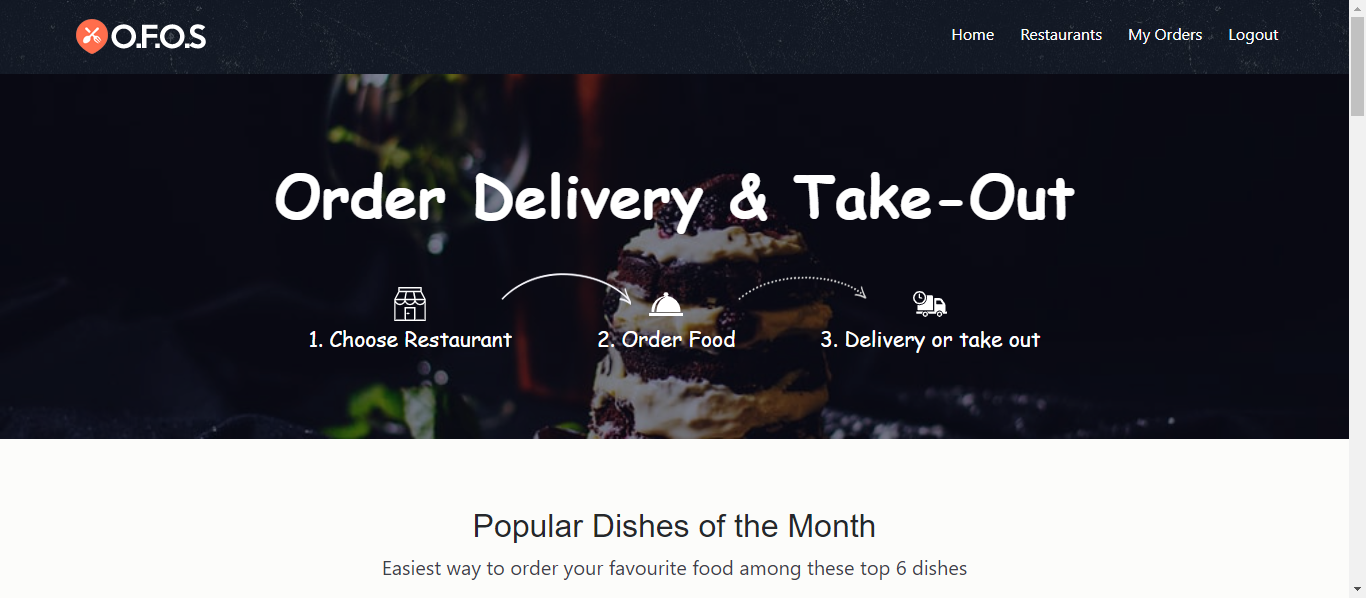 O.F.O.S
Home Restaurants My Orders Logout
Order Delivery & Take-Out
1. Choose Restaurant 2. Order Food 3. Delivery or take out
Popular Dishes of the Month
Easiest way to order your favourite food among these top 6 dishes